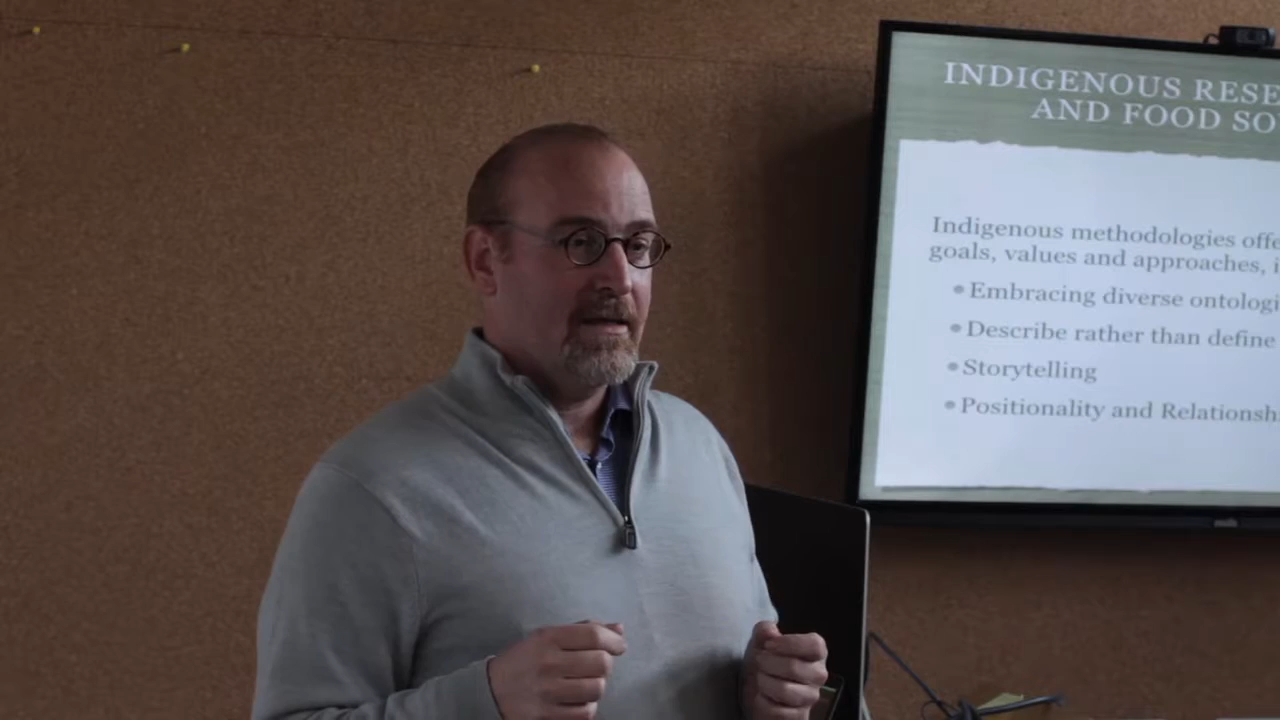 INDIGENOUS RESE
AND FOOD SO
Indigenous methodologies offe
goals, values and approaches, i
• Embracing diverse ontologi
• Describe rather than define
• Storytelling
• Positionality and Relationsh